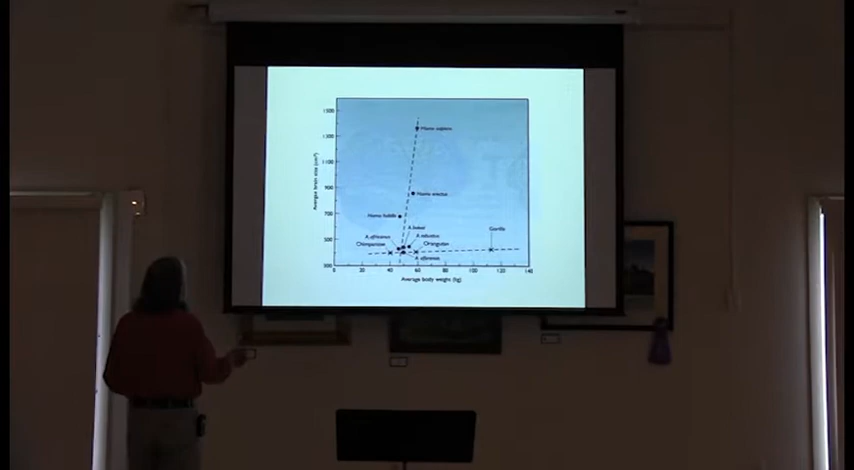 1500
1300
1100
900
700
500
300
Average brain size (cm³)
Homo sapiens
Homo erectus
Homo habilis
A. boisei
A. africanus
A. robustus
Chimpanzee
Orangutan
Gorilla
A. afarensis
0
20
40
60
80
100
120
140
Average body weight (kg)